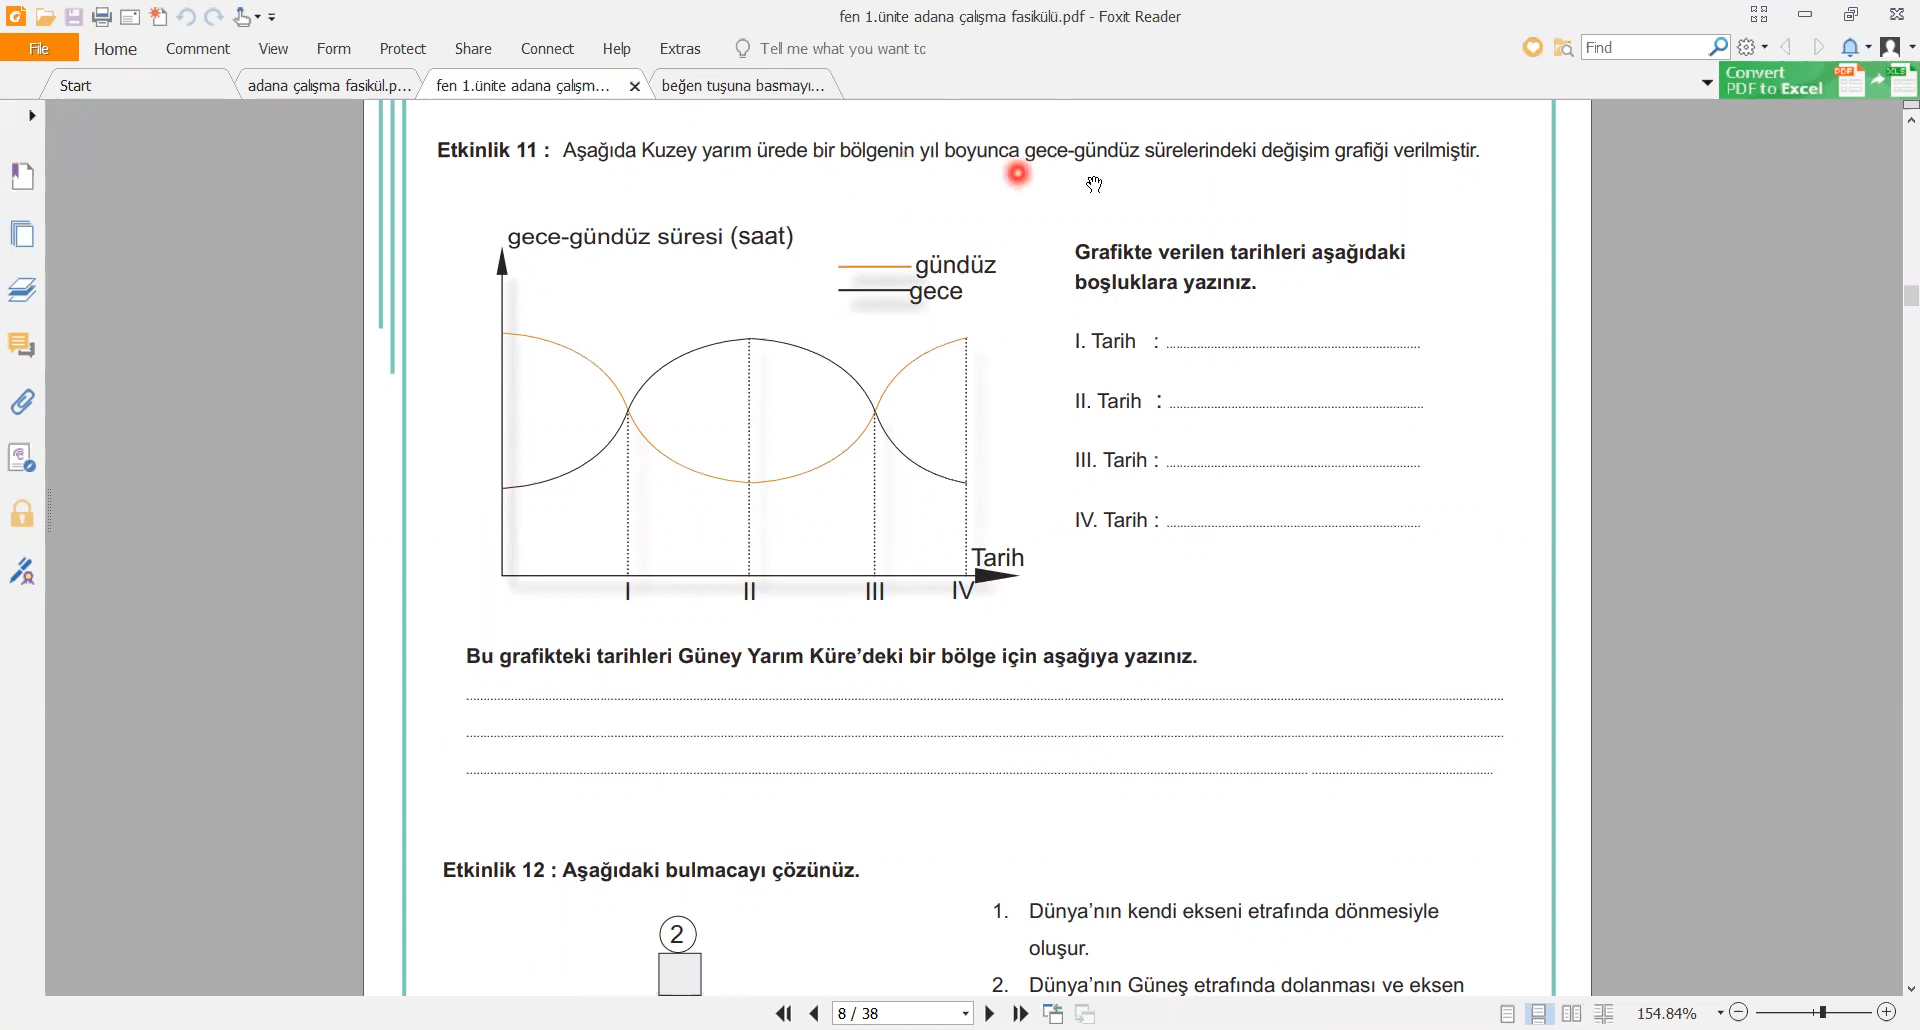 fen 1.ünite adana çalışma fasikülü.pdf - Foxit Reader
File Home Comment View Form Protect Share Connect Help Extras Tell me what you want to
Find
Start
adana çalışma fasikül.p...
fen 1.ünite adana çalışm...
beğen tuşuna basmayı...
Convert
PDF to Excel
PDF
XLS
Etkinlik 11 : Aşağıda Kuzey yarım ürede bir bölgenin yıl boyunca gece-gündüz sürelerindeki değişim grafiği verilmiştir.
gece-gündüz süresi (saat)
gündüz
gece
Tarih
I II III IV
Grafikte verilen tarihleri aşağıdaki
boşluklara yazınız.
I. Tarih :
II. Tarih :
III. Tarih :
IV. Tarih :
Bu grafikteki tarihleri Güney Yarım Küre’deki bir bölge için aşağıya yazınız.
Etkinlik 12 : Aşağıdaki bulmacayı çözünüz.
2
1. Dünya’nın kendi ekseni etrafında dönmesiyle
oluşur.
2. Dünya’nın Güneş etrafında dolanması ve eksen
8 / 38
154.84%